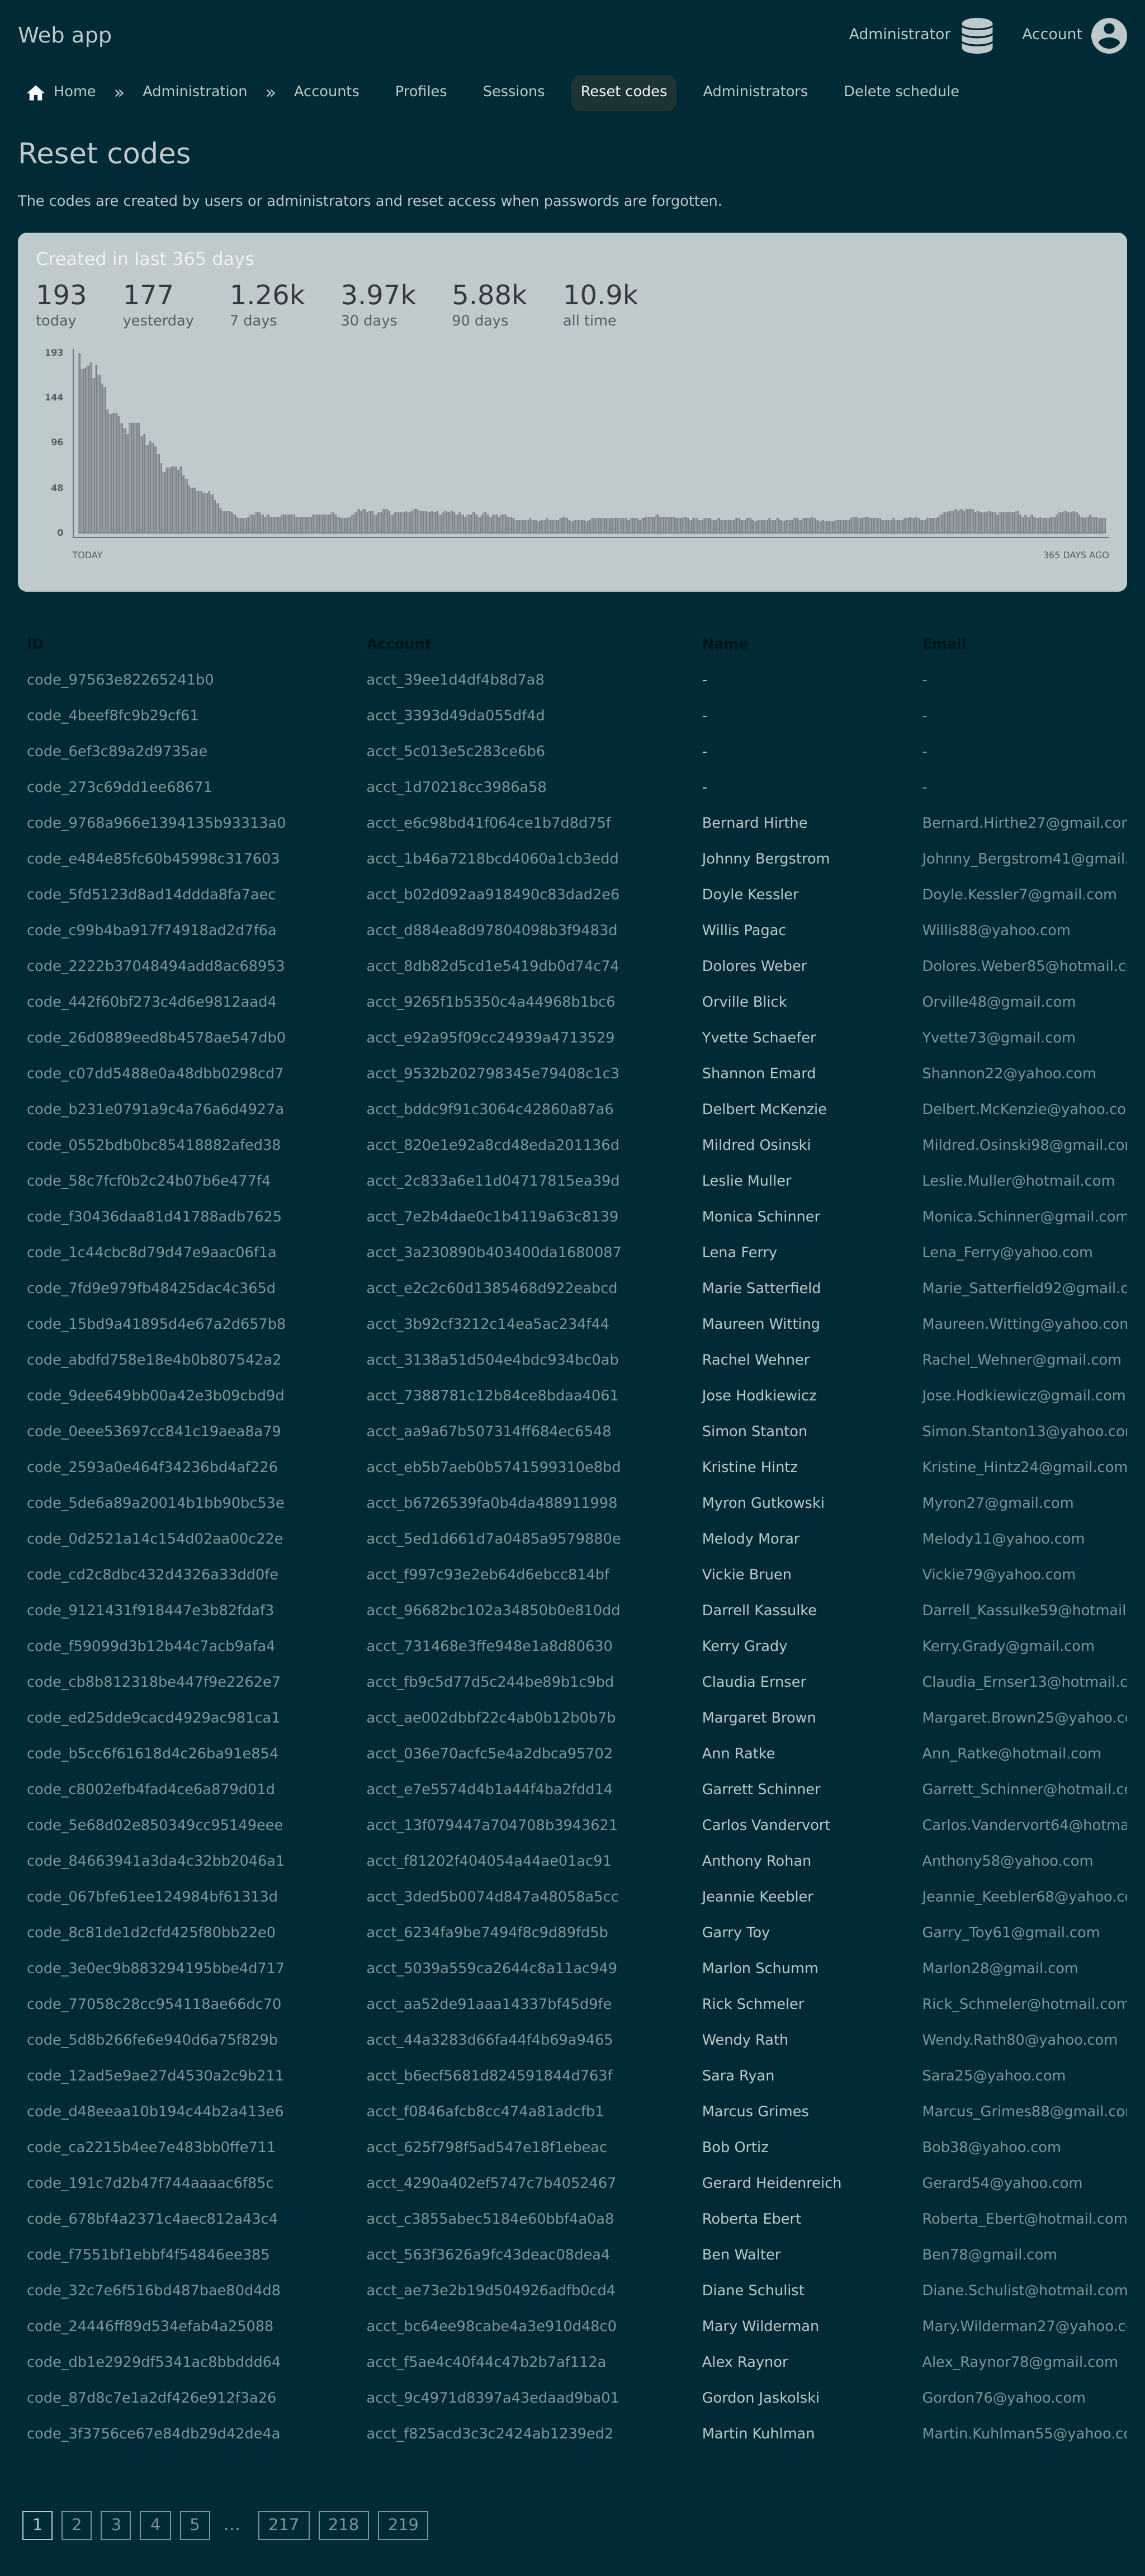 Web app Administrator Account
Home » Administration » Accounts Profiles Sessions Reset codes Administrators Delete schedule
Reset codes
The codes are created by users or administrators and reset access when passwords are forgotten.
Created in last 365 days
193 177 1.26k 3.97k 5.88k 10.9k
today yesterday 7 days 30 days 90 days all time
193
144
96
48
0
TODAY 365 DAYS AGO
ID Account Name Email
code_97563e82265241b0 acct_39ee1d4df4b8d7a8 - -
code_4beef8fc9b29cf61 acct_3393d49da055df4d - -
code_6ef3c89a2d9735ae acct_5c013e5c283ce6b6 - -
code_273c69dd1ee68671 acct_1d70218cc3986a58 - -
code_9768a966e1394135b93313a0 acct_e6c98bd41f064ce1b7d8d75f Bernard Hirthe Bernard.Hirthe27@gmail.com
code_e484e85fc60b45998c317603 acct_1b46a7218bcd4060a1cb3edd Johnny Bergstrom Johnny_Bergstrom41@gmail.
code_5fd5123d8ad14ddda8fa7aec acct_b02d092aa918490c83dad2e6 Doyle Kessler Doyle.Kessler7@gmail.com
code_c99b4ba917f74918ad2d7f6a acct_d884ea8d97804098b3f9483d Willis Pagac Willis88@yahoo.com
code_2222b37048494add8ac68953 acct_8db82d5cd1e5419db0d74c74 Dolores Weber Dolores.Weber85@hotmail.c
code_442f60bf273c4d6e9812aad4 acct_9265f1b5350c4a44968b1bc6 Orville Blick Orville48@gmail.com
code_26d0889eed8b4578ae547db0 acct_e92a95f09cc24939a4713529 Yvette Schaefer Yvette73@gmail.com
code_c07dd5488e0a48dbb0298cd7 acct_9532b202798345e79408c1c3 Shannon Emard Shannon22@yahoo.com
code_b231e0791a9c4a76a6d4927a acct_bddc9f91c3064c42860a87a6 Delbert McKenzie Delbert.McKenzie@yahoo.co
code_0552bdb0bc85418882afed38 acct_820e1e92a8cd48eda201136d Mildred Osinski Mildred.Osinski98@gmail.com
code_58c7fcf0b2c24b07b6e477f4 acct_2c833a6e11d04717815ea39d Leslie Muller Leslie.Muller@hotmail.com
code_f30436daa81d41788adb7625 acct_7e2b4dae0c1b4119a63c8139 Monica Schinner Monica.Schinner@gmail.com
code_1c44cbc8d79d47e9aac06f1a acct_3a230890b403400da1680087 Lena Ferry Lena_Ferry@yahoo.com
code_7fd9e979fb48425dac4c365d acct_e2c2c60d1385468d922eabcd Marie Satterfield Marie_Satterfield92@gmail.c
code_15bd9a41895d4e67a2d657b8 acct_3b92cf3212c14ea5ac234f44 Maureen Witting Maureen.Witting@yahoo.com
code_abdfd758e18e4b0b807542a2 acct_3138a51d504e4bdc934bc0ab Rachel Wehner Rachel_Wehner@gmail.com
code_9dee649bb00a42e3b09cbd9d acct_7388781c12b84ce8bdaa4061 Jose Hodkiewicz Jose.Hodkiewicz@gmail.com
code_0eee53697cc841c19aea8a79 acct_aa9a67b507314ff684ec6548 Simon Stanton Simon.Stanton13@yahoo.com
code_2593a0e464f34236bd4af226 acct_eb5b7aeb0b5741599310e8bd Kristine Hintz Kristine_Hintz24@gmail.com
code_5de6a89a20014b1bb90bc53e acct_b6726539fa0b4da488911998 Myron Gutkowski Myron27@gmail.com
code_0d2521a14c154d02aa00c22e acct_5ed1d661d7a0485a9579880e Melody Morar Melody11@yahoo.com
code_cd2c8dbc432d4326a33dd0fe acct_f997c93e2eb64d6ebcc814bf Vickie Bruen Vickie79@yahoo.com
code_9121431f918447e3b82fdaf3 acct_96682bc102a34850b0e810dd Darrell Kassulke Darrell_Kassulke59@hotmail
code_f59099d3b12b44c7acb9afa4 acct_731468e3ffe948e1a8d80630 Kerry Grady Kerry.Grady@gmail.com
code_cb8b812318be447f9e2262e7 acct_fb9c5d77d5c244be89b1c9bd Claudia Ernser Claudia_Ernser13@hotmail.c
code_ed25dde9cacd4929ac981ca1 acct_ae002dbbf22c4ab0b12b0b7b Margaret Brown Margaret.Brown25@yahoo.co
code_b5cc6f61618d4c26ba91e854 acct_036e70acfc5e4a2dbca95702 Ann Ratke Ann_Ratke@hotmail.com
code_c8002efb4fad4ce6a879d01d acct_e7e5574d4b1a44f4ba2fdd14 Garrett Schinner Garrett_Schinner@hotmail.co
code_5e68d02e850349cc95149eee acct_13f079447a704708b3943621 Carlos Vandervort Carlos.Vandervort64@hotma
code_84663941a3da4c32bb2046a1 acct_f81202f404054a44ae01ac91 Anthony Rohan Anthony58@yahoo.com
code_067bfe61ee124984bf61313d acct_3ded5b0074d847a48058a5cc Jeannie Keebler Jeannie_Keebler68@yahoo.co
code_8c81de1d2cfd425f80bb22e0 acct_6234fa9be7494f8c9d89fd5b Garry Toy Garry_Toy61@gmail.com
code_3e0ec9b883294195bbe4d717 acct_5039a559ca2644c8a11ac949 Marlon Schumm Marlon28@gmail.com
code_77058c28cc954118ae66dc70 acct_aa52de91aaa14337bf45d9fe Rick Schmeler Rick_Schmeler@hotmail.com
code_5d8b266fe6e940d6a75f829b acct_44a3283d66fa44f4b69a9465 Wendy Rath Wendy.Rath80@yahoo.com
code_12ad5e9ae27d4530a2c9b211 acct_b6ecf5681d824591844d763f Sara Ryan Sara25@yahoo.com
code_d48eeaa10b194c44b2a413e6 acct_f0846afcb8cc474a81adcfb1 Marcus Grimes Marcus_Grimes88@gmail.com
code_ca2215b4ee7e483bb0ffe711 acct_625f798f5ad547e18f1ebeac Bob Ortiz Bob38@yahoo.com
code_191c7d2b47f744aaaac6f85c acct_4290a402ef5747c7b4052467 Gerard Heidenreich Gerard54@yahoo.com
code_678bf4a2371c4aec812a43c4 acct_c3855abec5184e60bbf4a0a8 Roberta Ebert Roberta_Ebert@hotmail.com
code_f7551bf1ebbf4f54846ee385 acct_563f3626a9fc43deac08dea4 Ben Walter Ben78@gmail.com
code_32c7e6f516bd487bae80d4d8 acct_ae73e2b19d504926adfb0cd4 Diane Schulist Diane.Schulist@hotmail.com
code_24446ff89d534efab4a25088 acct_bc64ee98cabe4a3e910d48c0 Mary Wilderman Mary.Wilderman27@yahoo.c
code_db1e2929df5341ac8bbddd64 acct_f5ae4c40f44c47b2b7af112a Alex Raynor Alex_Raynor78@gmail.com
code_87d8c7e1a2df426e912f3a26 acct_9c4971d8397a43edaad9ba01 Gordon Jaskolski Gordon76@yahoo.com
code_3f3756ce67e84db29d42de4a acct_f825acd3c3c2424ab1239ed2 Martin Kuhlman Martin.Kuhlman55@yahoo.co
1 2 3 4 5 … 217 218 219